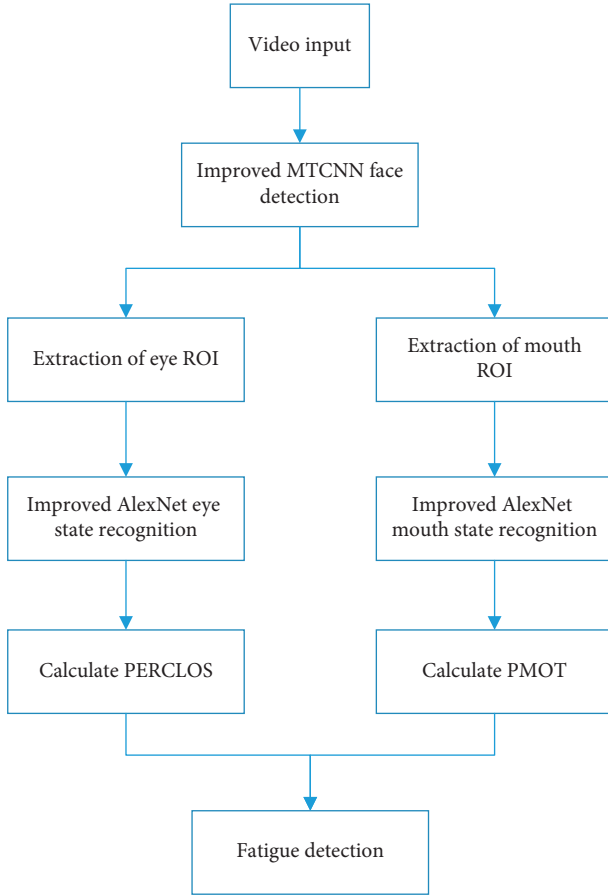 Video input
Improved MTCNN face
detection
Extraction of eye ROI
Extraction of mouth
ROI
Improved AlexNet eye
state recognition
Improved AlexNet
mouth state recognition
Calculate PERCLOS
Calculate PMOT
Fatigue detection